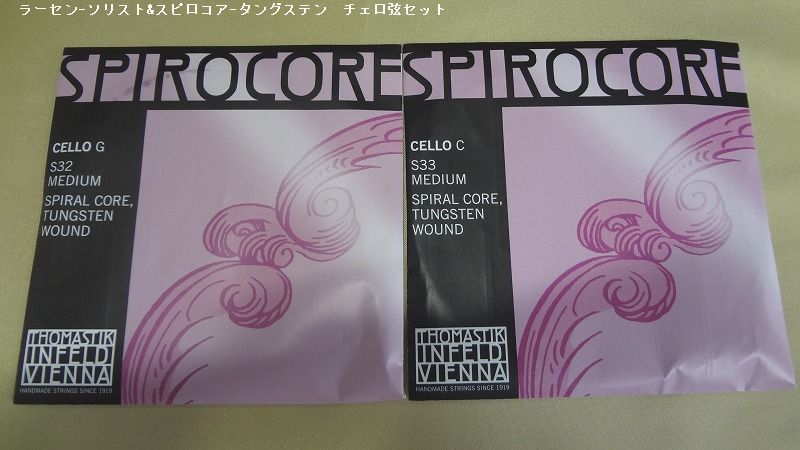 ラーセン-ソリスト&スピロコア-タングステン　チェロ弦セット
SPIROCORE
CELLO G
S32
MEDIUM
SPIRAL CORE,
TUNGSTEN
WOUND
THOMASTIK
INFELD
VIENNA
HANDMADE STRINGS SINCE 1919
SPIROCORE
CELLO C
S33
MEDIUM
SPIRAL CORE,
TUNGSTEN
WOUND
THOMASTIK
INFELD
VIENNA
HANDMADE STRINGS SINCE 1919